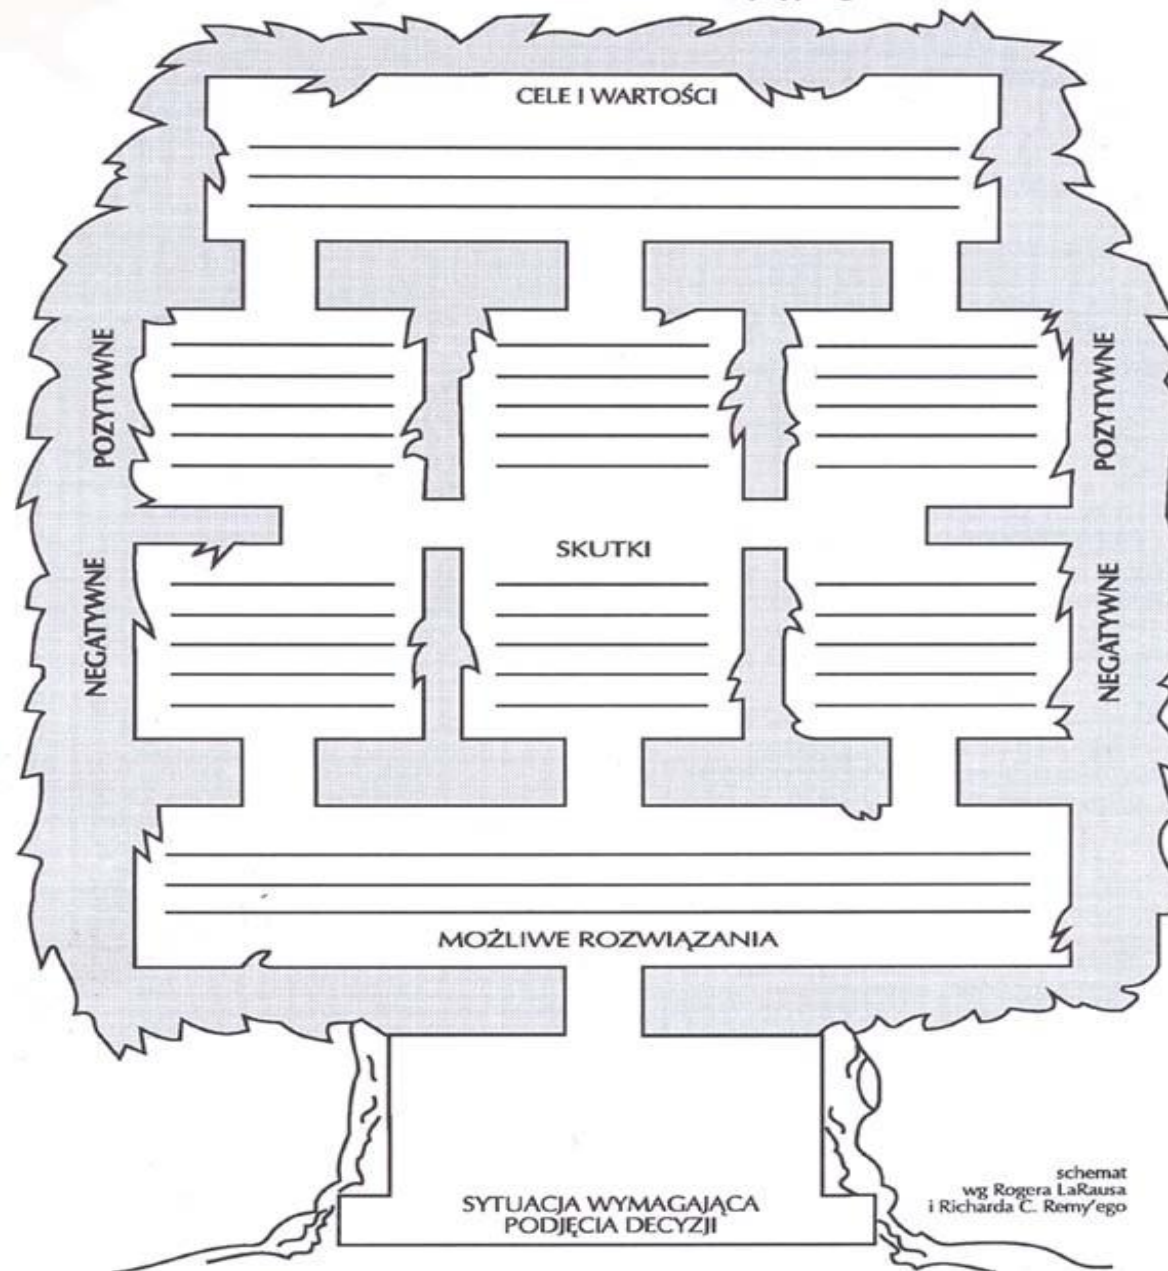 CELE I WARTOŚCI
POZYTYWNE
POZYTYWNE
SKUTKI
NEGATYWNE
NEGATYWNE
MOŻLIWE ROZWIĄZANIA
SYTUACJA WYMAGAJĄCA
PODJĘCIA DECYZJI
schemat
wg Rogera LaRausa
i Richarda C. Remy'ego